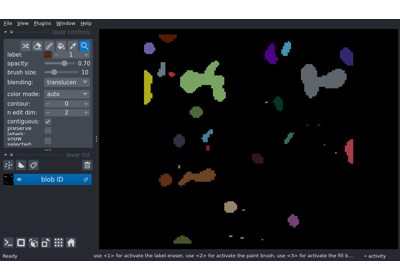 File View Plugins Window Help
layer controls
label: 1
opacity: 0.70
brush size: 10
blending: translucen
color mode: auto
contour: 0
n edit dim: 2
contiguous:
preserve labels:
show selected:
layer list
blob ID
Ready use <1> for activate the label eraser, use <2> for activate the paint brush, use <3> for activate the fill b... activity